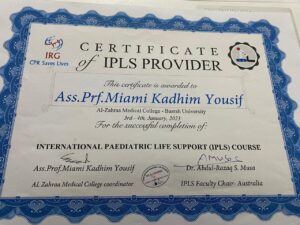 CERTIFICATE
of IPLS PROVIDER
IRG
CPR Saves Lives
This certificate is awarded to
Ass.Prf.Miami Kadhim Yousif
Al-Zahraa Medical College - Basrah University
3rd - 4th, January, 2023
For the successful completion of:
INTERNATIONAL PAEDIATRIC LIFE SUPPORT (IPLS) COURSE
Ass.Prof.Miami Kadhim Yousif
Dr. Abdul-Razaq S. Musa
AL Zahraa Medical College coordinator
IPLS Faculty Chair- Australia